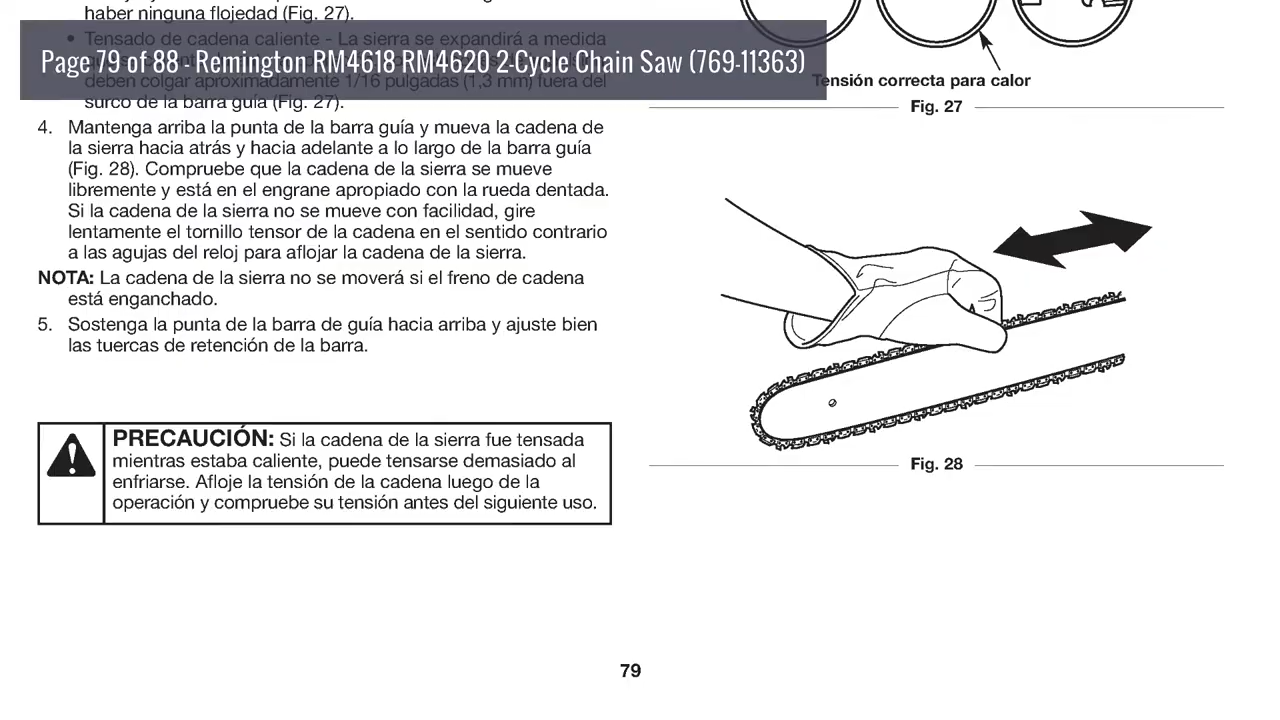 haber ninguna flojedad (Fig. 27).
• Tensado de cadena caliente - La sierra se expandirá a medida
Page 79 of 88 - Remington RM4618 RM4620 2-Cycle Chain Saw (769-11363)
deben colgar aproximadamente 1/16 pulgadas (1,3 mm) fuera del
surco de la barra guía (Fig. 27).
4. Mantenga arriba la punta de la barra guía y mueva la cadena de
la sierra hacia atrás y hacia adelante a lo largo de la barra guía
(Fig. 28). Compruebe que la cadena de la sierra se mueve
libremente y está en el engrane apropiado con la rueda dentada.
Si la cadena de la sierra no se mueve con facilidad, gire
lentamente el tornillo tensor de la cadena en el sentido contrario
a las agujas del reloj para aflojar la cadena de la sierra.
NOTA: La cadena de la sierra no se moverá si el freno de cadena
está enganchado.
5. Sostenga la punta de la barra de guía hacia arriba y ajuste bien
las tuercas de retención de la barra.
PRECAUCIÓN: Si la cadena de la sierra fue tensada
mientras estaba caliente, puede tensarse demasiado al
enfriarse. Afloje la tensión de la cadena luego de la
operación y compruebe su tensión antes del siguiente uso.
Tensión correcta para calor
Fig. 27
Fig. 28
79